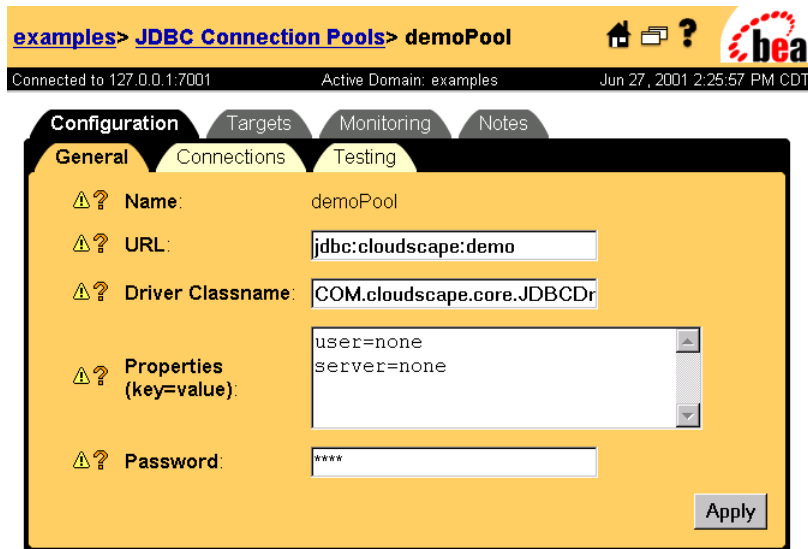 examples> JDBC Connection Pools> demoPool
?
bea
Connected to 127.0.0.1:7001 Active Domain: examples Jun 27, 2001 2:25:57 PM CDT
Configuration Targets Monitoring Notes
General Connections Testing
? Name: demoPool
? URL: jdbc:cloudscape:demo
? Driver Classname: COM.cloudscape.core.JDBCDr
user=none
server=none
? Properties
(key=value):
? Password: ****
Apply